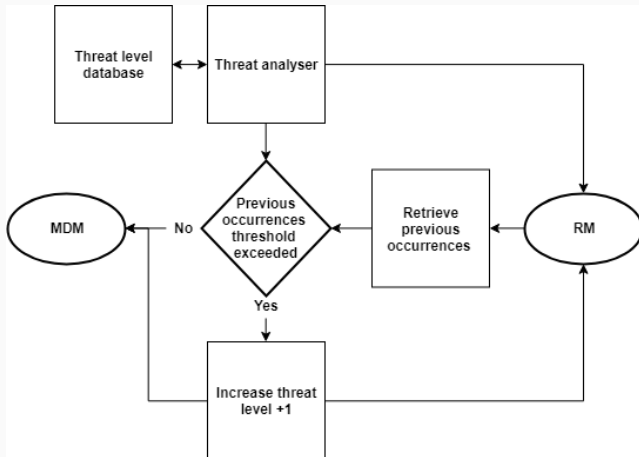 Threat level
database
Threat analyser
Previous
occurrences
threshold
exceeded
Retrieve
previous
occurrences
RM
MDM
No
Yes
Increase threat
level +1